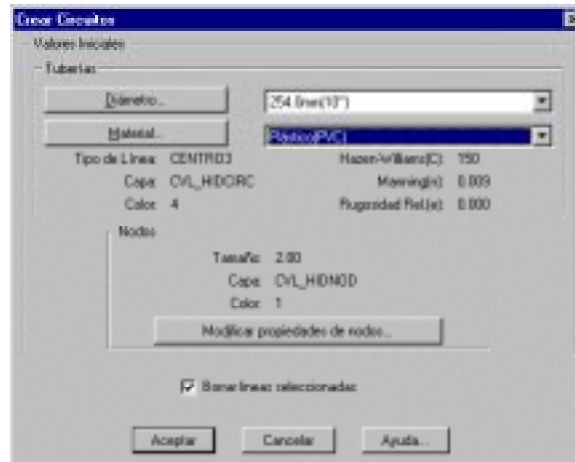 Crear Circuitos
Valores Iniciales
Tuberías
Diámetro...
254.0mm(10")
Material...
Plástico(PVC)
Tipo de Línea: CENTRO3
Hazen-Williams(C): 150
Capa: CVL_HIDCIRC
Manning(n): 0.009
Color: 4
Rugosidad Rel.(e): 0.000
Nodos
Tamaño: 2.00
Capa: CVL_HIDNOD
Color: 1
Modificar propiedades de nodos...
Borrar lineas seleccionadas
Aceptar
Cancelar
Ayuda...